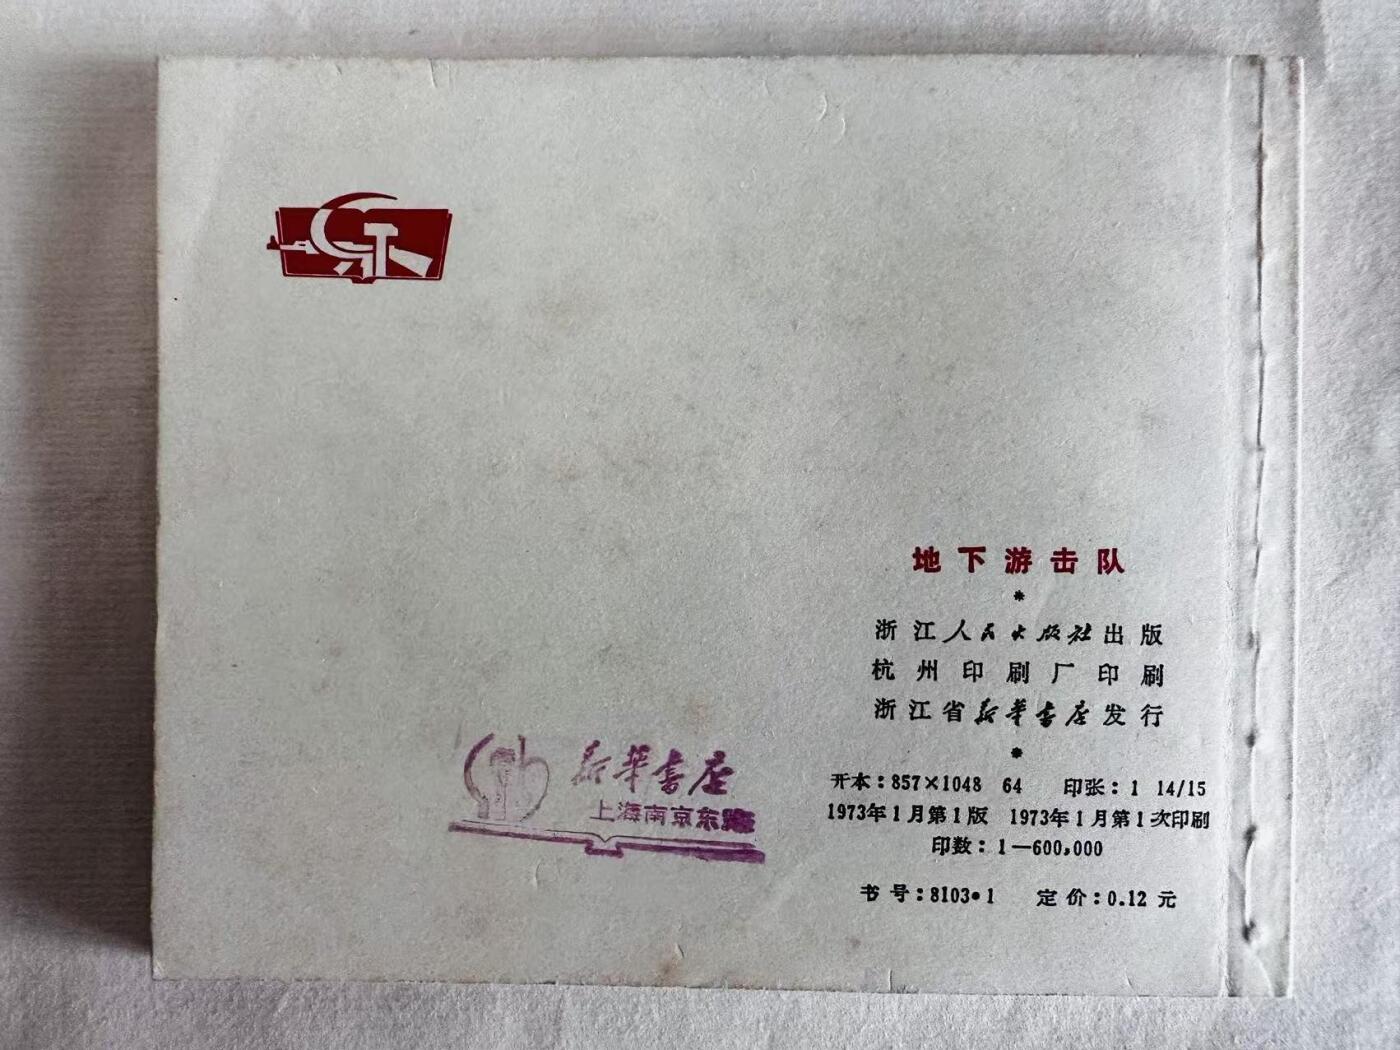 地下游击队
浙江人民出版社出版
杭州印刷厂印刷
浙江省新华书店发行
开本：857×1048 64 印张：1 14/15
1973年1月第1版 1973年1月第1次印刷
印数：1—600,000
书号：8103·1 定价：0.12元
新華書店
上海南京东路